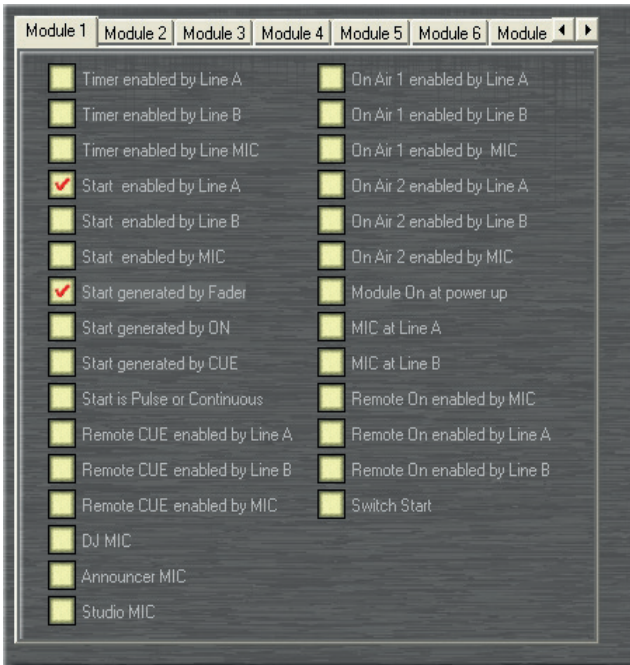 Module 1 Module 2 Module 3 Module 4 Module 5 Module 6 Module
Timer enabled by Line A
Timer enabled by Line B
Timer enabled by Line MIC
Start enabled by Line A
Start enabled by Line B
Start enabled by MIC
Start generated by Fader
Start generated by ON
Start generated by CUE
Start is Pulse or Continuous
Remote CUE enabled by Line A
Remote CUE enabled by Line B
Remote CUE enabled by MIC
DJ MIC
Announcer MIC
Studio MIC
On Air 1 enabled by Line A
On Air 1 enabled by Line B
On Air 1 enabled by MIC
On Air 2 enabled by Line A
On Air 2 enabled by Line B
On Air 2 enabled by MIC
Module On at power up
MIC at Line A
MIC at Line B
Remote On enabled by MIC
Remote On enabled by Line A
Remote On enabled by Line B
Switch Start